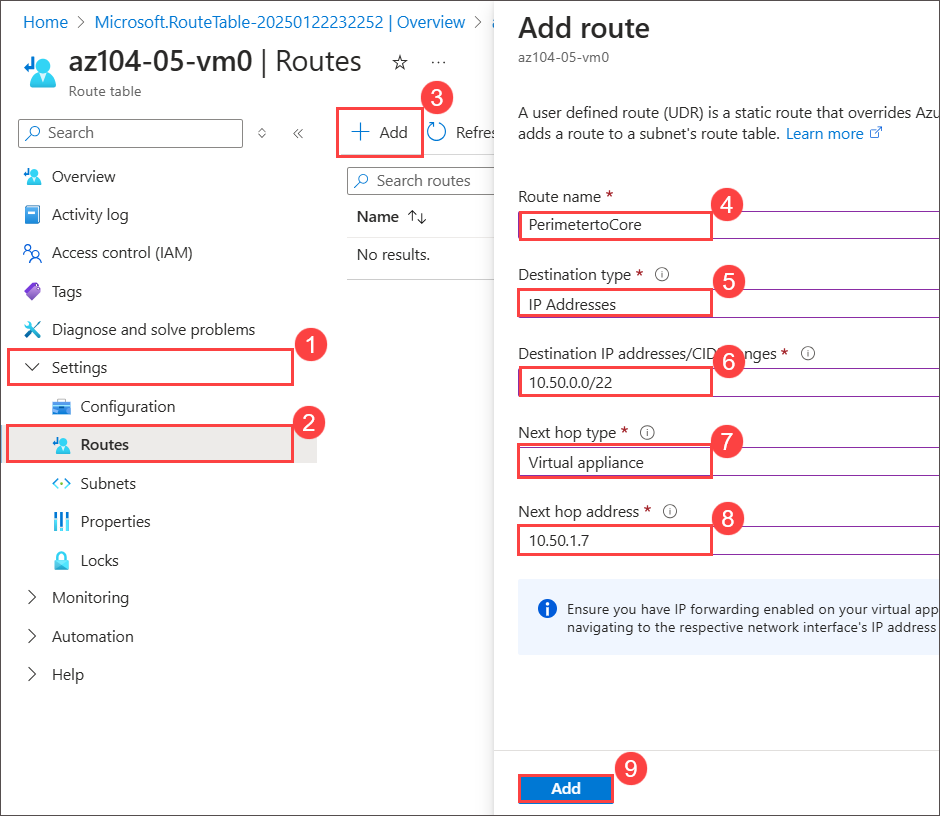 Home > Microsoft.RouteTable-20250122232252 | Overview >
az104-05-vm0 | Routes
Route table
Search
Overview
Activity log
Access control (IAM)
Tags
Diagnose and solve problems
1
Settings
Configuration
2
Routes
Subnets
Properties
Locks
Monitoring
Automation
Help
3
Add
Refres
Search routes
Name
No results.
Add route
az104-05-vm0
A user defined route (UDR) is a static route that overrides Azu
adds a route to a subnet's route table. Learn more
Route name *
4
PerimetertoCore
Destination type *
5
IP Addresses
Destination IP addresses/CID nges *
6
10.50.0.0/22
Next hop type *
7
Virtual appliance
Next hop address *
8
10.50.1.7
Ensure you have IP forwarding enabled on your virtual app
navigating to the respective network interface's IP address
9
Add